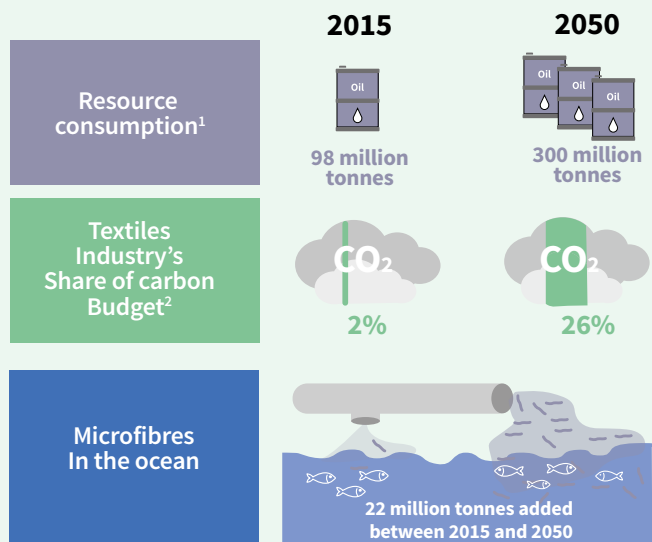 2015
2050
Resource
consumption¹
Oil
Oil
Oil
Oil
98 million
tonnes
300 million
tonnes
Textiles
Industry's
Share of carbon
Budget²
CO₂
CO₂
2%
26%
Microfibres
In the ocean
22 million tonnes added
between 2015 and 2050